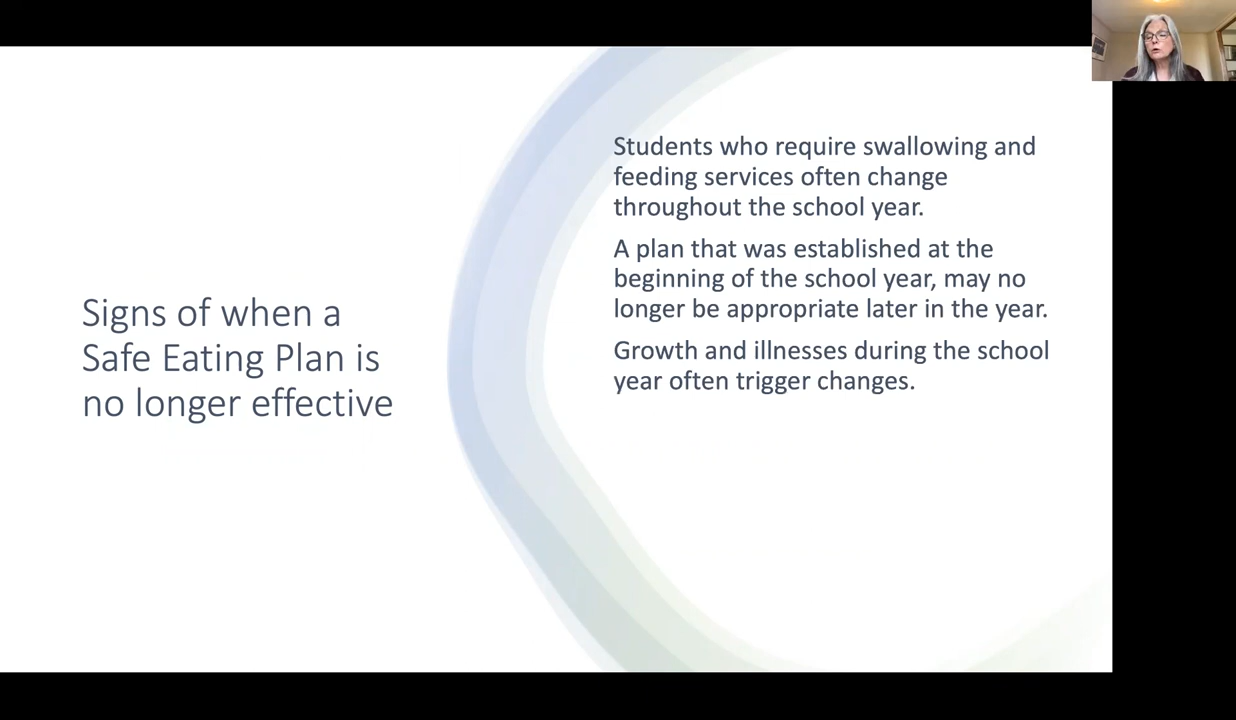 Signs of when a
Safe Eating Plan is
no longer effective
Students who require swallowing and
feeding services often change
throughout the school year.
A plan that was established at the
beginning of the school year, may no
longer be appropriate later in the year.
Growth and illnesses during the school
year often trigger changes.